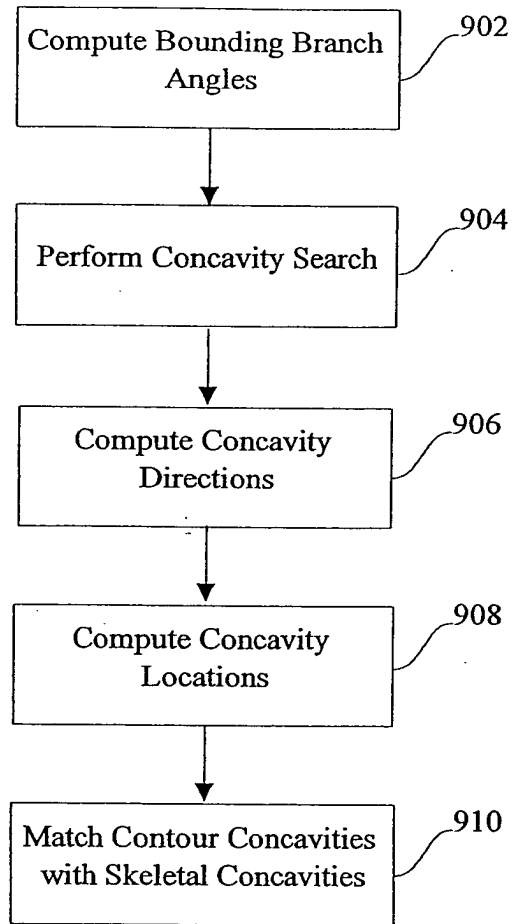 Compute Bounding Branch
Angles
902
Perform Concavity Search
904
Compute Concavity
Directions
906
Compute Concavity
Locations
908
Match Contour Concavities
with Skeletal Concavities
910